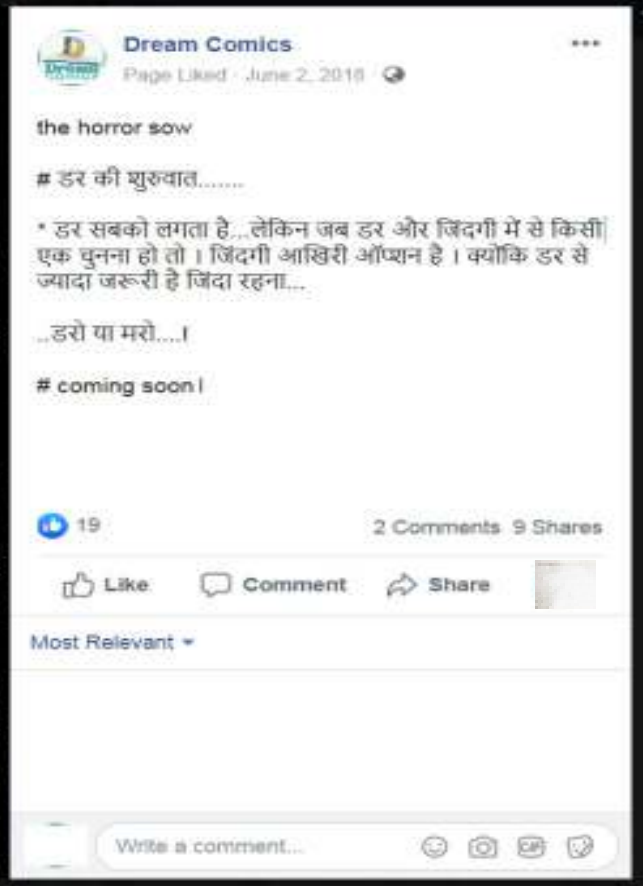 Dream Comics
Page Liked · June 2, 2018 ·
the horror sow
# डर की शुरुवात.......
* डर सबको लगता है...लेकिन जब डर और जिंदगी में से किसी
एक चुनना हो तो । जिंदगी आखिरी ऑप्शन है । क्योंकि डर से
ज्यादा जरूरी है जिंदा रहना...
..डरो या मरो....।
# coming soon।
19
2 Comments 9 Shares
Like Comment Share
Most Relevant
Write a comment...
GIF